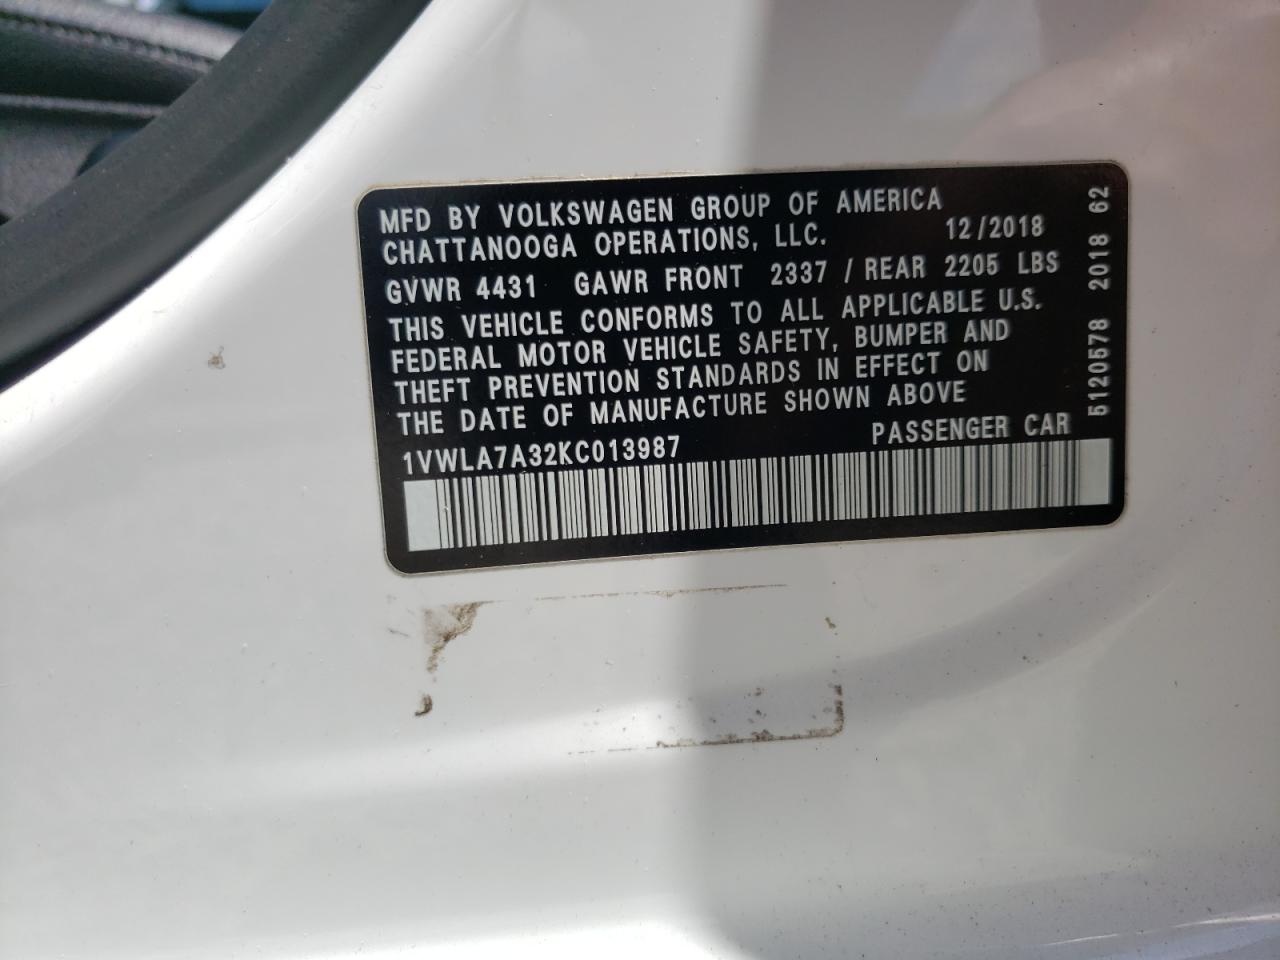 MFD BY VOLKSWAGEN GROUP OF AMERICA
CHATTANOOGA OPERATIONS, LLC. 12/2018
GVWR 4431 GAWR FRONT 2337 / REAR 2205 LBS
THIS VEHICLE CONFORMS TO ALL APPLICABLE U.S.
FEDERAL MOTOR VEHICLE SAFETY, BUMPER AND
THEFT PREVENTION STANDARDS IN EFFECT ON
THE DATE OF MANUFACTURE SHOWN ABOVE
1VWLA7A32KC013987 PASSENGER CAR
5120578 2018 62